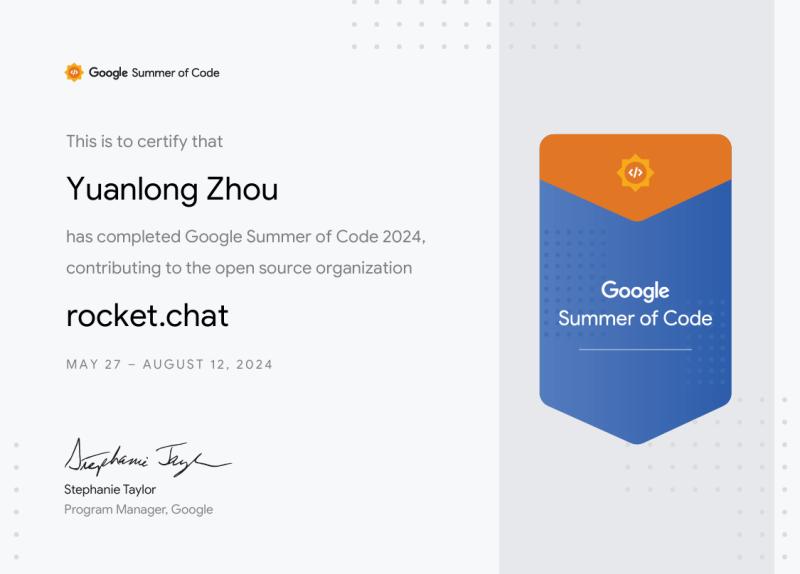 Google Summer of Code
This is to certify that
Yuanlong Zhou
has completed Google Summer of Code 2024,
contributing to the open source organization
rocket.chat
MAY 27 – AUGUST 12, 2024
Stephanie Taylor
Stephanie Taylor
Program Manager, Google
</>
Google
Summer of Code